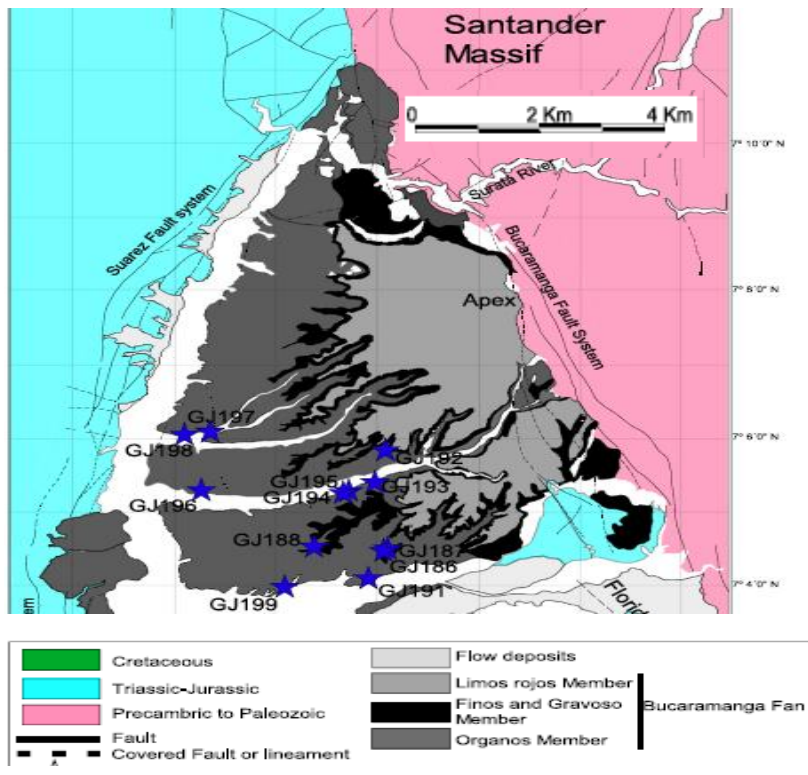 Santander
Massif
0 2 Km 4 Km
7° 10' 0" N
Suratá River
Suarez Fault system
Bucaramanga Fault System
7° 8' 0" N
Apex
GJ197
GJ198
7° 6' 0" N
GJ192
GJ195
GJ194
GJ193
GJ196
GJ188
GJ187
GJ186
7° 4' 0" N
GJ191
GJ199
Florid
Cretaceous
Triassic-Jurassic
Precambric to Paleozoic
Fault
Covered Fault or lineament
Flow deposits
Limos rojos Member
Finos and Gravoso
Member
Organos Member
Bucaramanga Fan